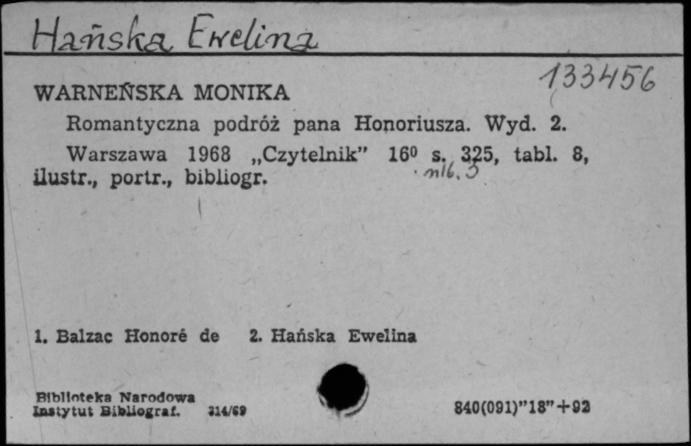 Hańska Ewelina
133456
WARNEŃSKA MONIKA
Romantyczna podróż pana Honoriusza. Wyd. 2.
Warszawa 1968 „Czytelnik” 16⁰ s. 325, tabl. 8,
nlb. 3
ilustr., portr., bibliogr.
1. Balzac Honoré de 2. Hańska Ewelina
Biblioteka Narodowa
Instytut Bibliograf. 314/69
840(091)”18”+92